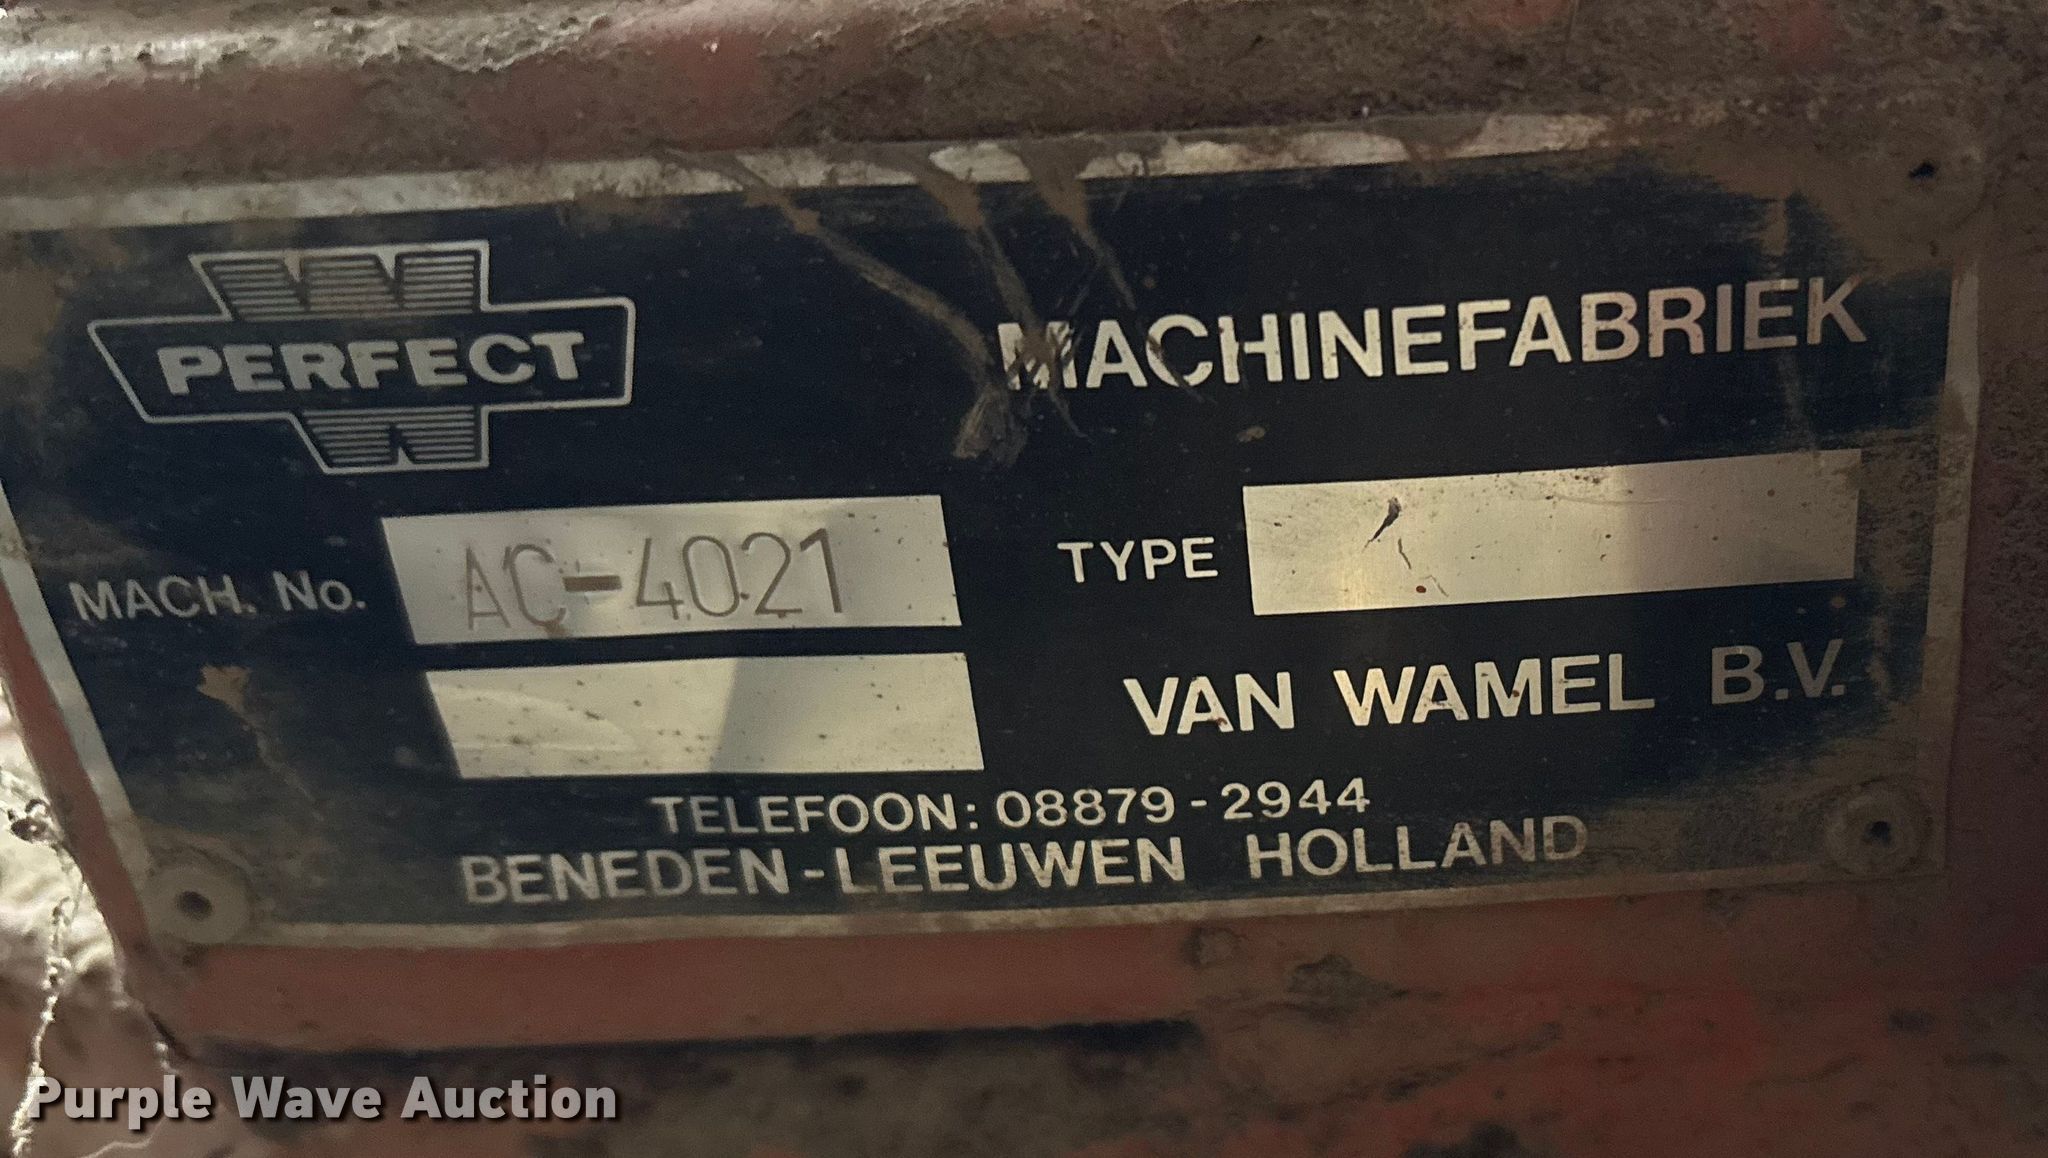 W
PERFECT
W
MACHINEFABRIEK
MACH. No. AC-4021
TYPE
VAN WAMEL B.V.
TELEFOON: 08879-2944
BENEDEN-LEEUWEN HOLLAND
Purple Wave Auction